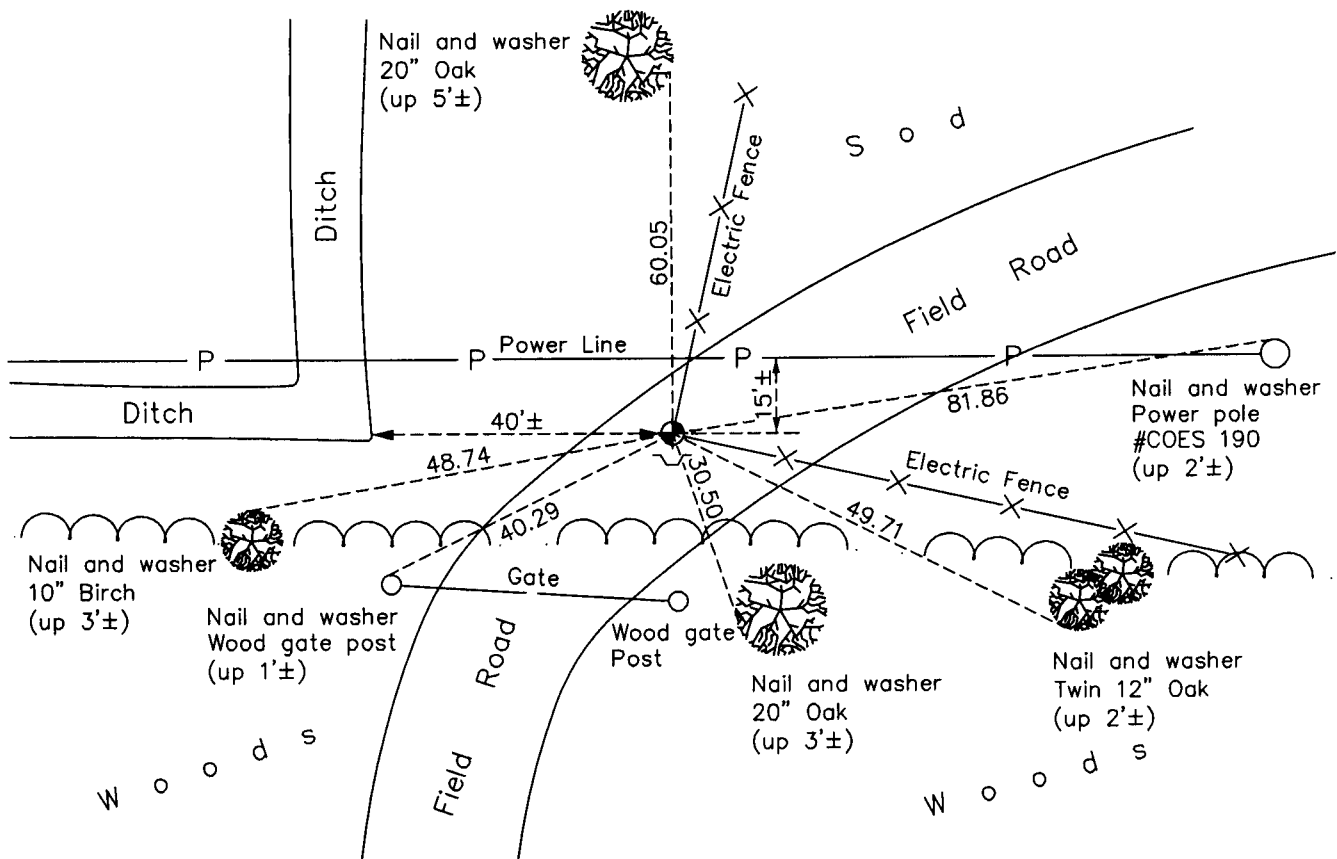 Nail and washer
20" Oak
(up 5'±)
Ditch
60.05
Electric Fence
S o d
Field Road
P
P
Power Line
P
P
15'±
Ditch
40'±
81.86
Nail and washer
Power pole
#COES 190
(up 2'±)
48.74
40.29
30.50
49.71
Electric Fence
Nail and washer
10" Birch
(up 3'±)
Nail and washer
Wood gate post
(up 1'±)
Gate
Wood gate
Post
Nail and washer
20" Oak
(up 3'±)
Nail and washer
Twin 12" Oak
(up 2'±)
W o o d s
Field Road
W o o d s